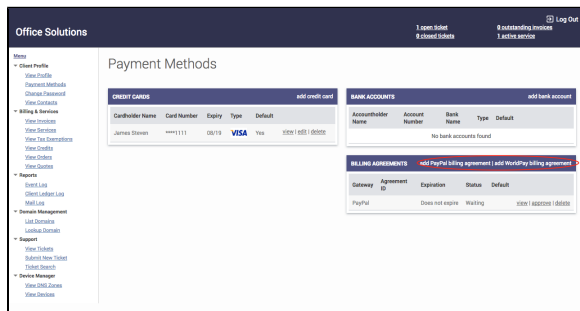 Office Solutions
Log Out
1 open ticket
0 closed tickets
0 outstanding invoices
1 active service
Menu
Client Profile
View Profile
Payment Methods
Change Password
View Contacts
Billing & Services
View Invoices
View Services
View Tax Exemptions
View Credits
View Orders
View Quotes
Reports
Event Log
Client Ledger Log
Mail Log
Domain Management
List Domains
Lookup Domain
Support
View Tickets
Submit New Ticket
Ticket Search
Device Manager
View DNS Zones
View Devices
Payment Methods
CREDIT CARDS add credit card
Cardholder Name Card Number Expiry Type Default
James Steven ****1111 08/19 VISA Yes view | edit | delete
BANK ACCOUNTS add bank account
Accountholder Name Account Number Bank Name Type Default
No bank accounts found
BILLING AGREEMENTS add PayPal billing agreement | add WorldPay billing agreement
Gateway Agreement ID Expiration Status Default
PayPal Does not expire Waiting view | approve | delete